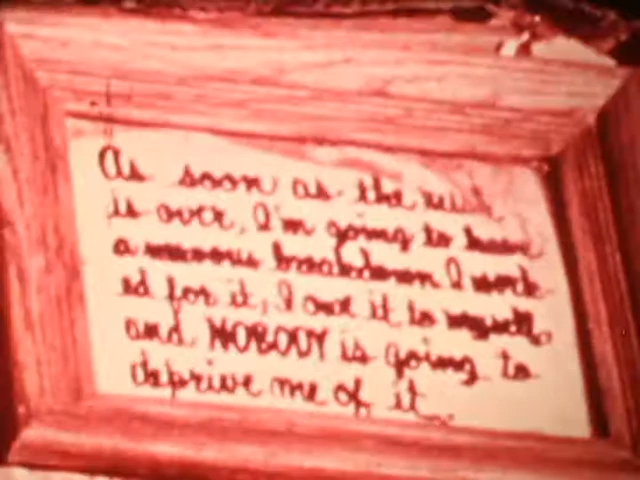 As soon as the rush
is over, I'm going to have
a nervous breakdown I work
ed for it, I owe it to myself,
and NOBODY is going to
deprive me of it.